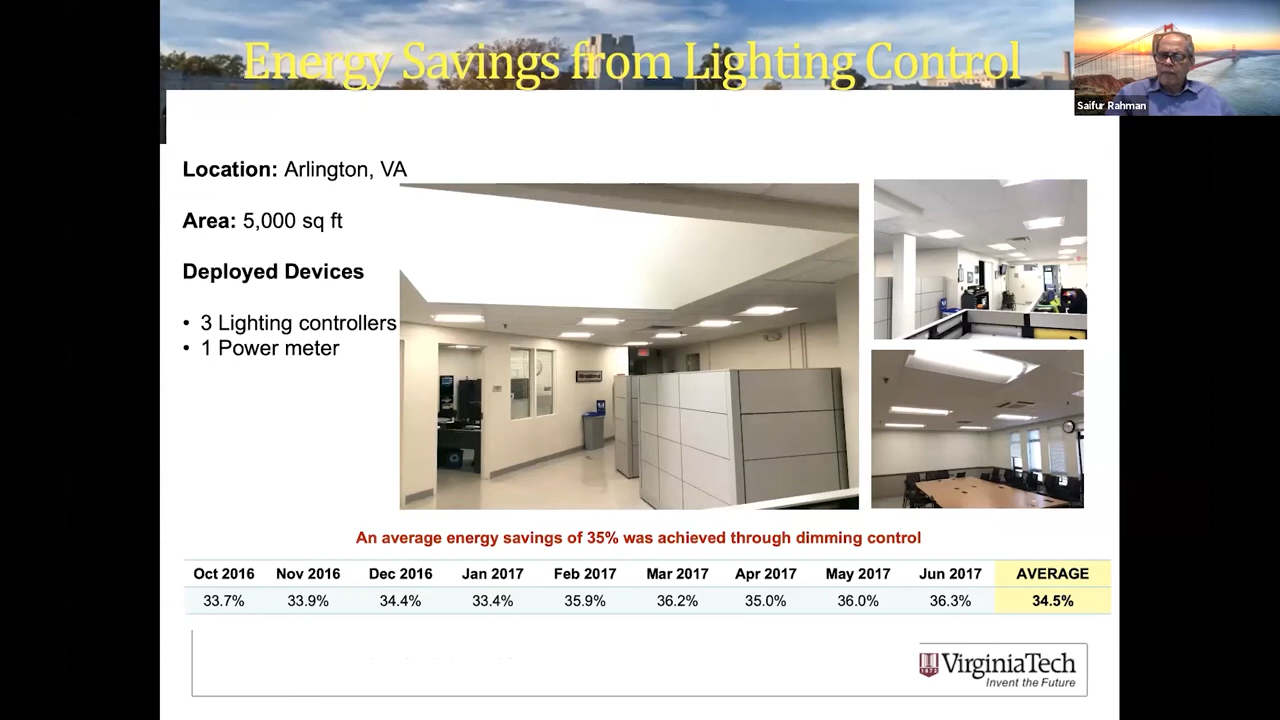 Energy Savings from Lighting Control
Saifur Rahman
Location: Arlington, VA
Area: 5,000 sq ft
Deployed Devices
• 3 Lighting controllers
• 1 Power meter
An average energy savings of 35% was achieved through dimming control
Oct 2016 Nov 2016 Dec 2016 Jan 2017 Feb 2017 Mar 2017 Apr 2017 May 2017 Jun 2017 AVERAGE
33.7% 33.9% 34.4% 33.4% 35.9% 36.2% 35.0% 36.0% 36.3% 34.5%
VirginiaTech
Invent the Future